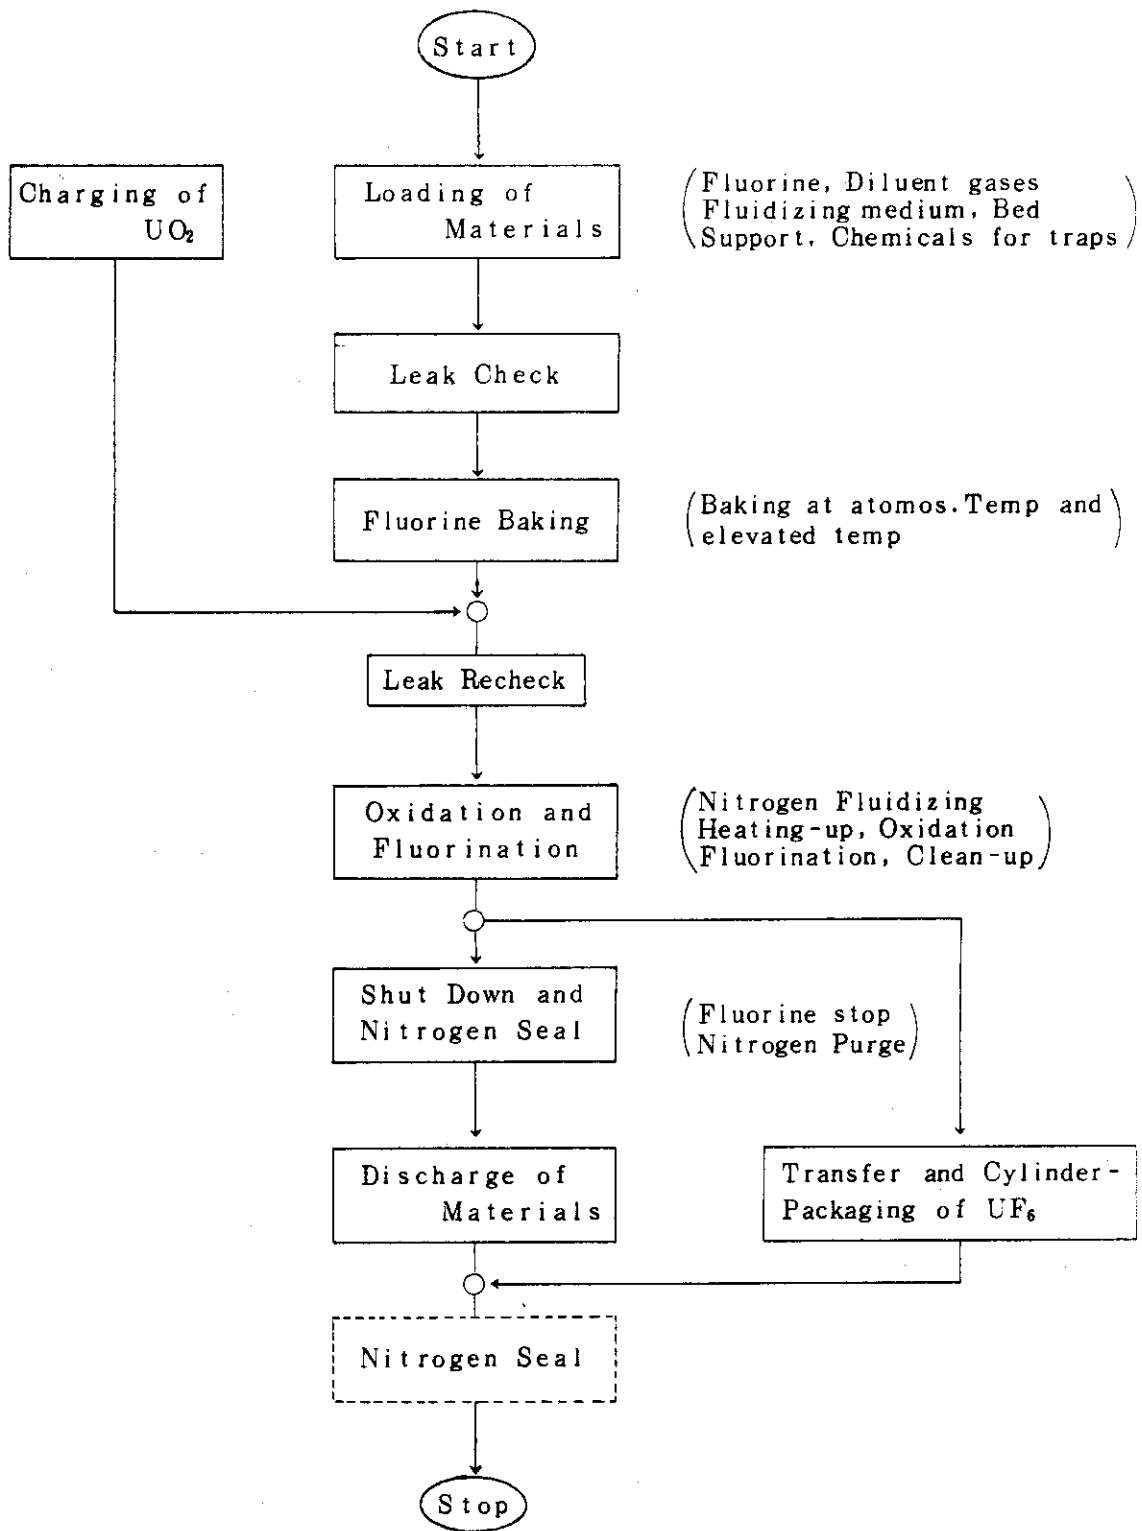 Start
Charging of
UO₂
Loading of
Materials
(Fluorine, Diluent gases
Fluidizing medium, Bed
Support, Chemicals for traps)
Leak Check
Fluorine Baking
(Baking at atomos. Temp and
elevated temp)
Leak Recheck
Oxidation and
Fluorination
(Nitrogen Fluidizing
Heating-up, Oxidation
Fluorination, Clean-up)
Shut Down and
Nitrogen Seal
(Fluorine stop
Nitrogen Purge)
Discharge of
Materials
Transfer and Cylinder-
Packaging of UF₆
Nitrogen Seal
Stop